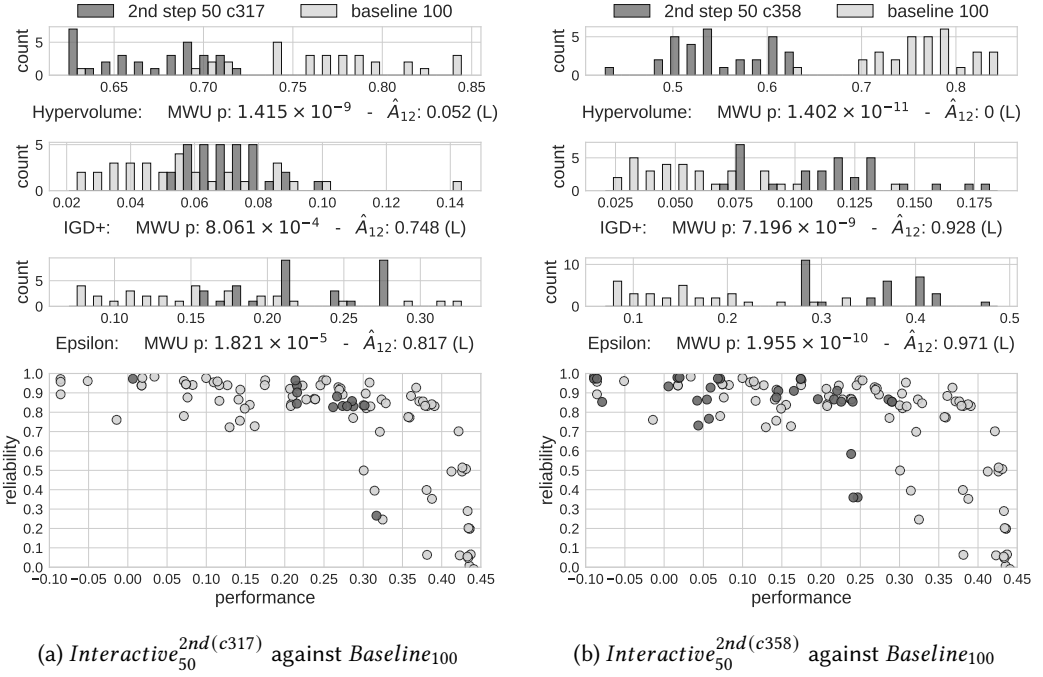 2nd step 50 c317 baseline 100
count
5
0
0.65 0.70 0.75 0.80 0.85
Hypervolume: MWU p: 1.415 × 10⁻⁹ - Â₁₂: 0.052 (L)
count
5
0
0.02 0.04 0.06 0.08 0.10 0.12 0.14
IGD+: MWU p: 8.061 × 10⁻⁴ - Â₁₂: 0.748 (L)
count
5
0
0.10 0.15 0.20 0.25 0.30
Epsilon: MWU p: 1.821 × 10⁻⁵ - Â₁₂: 0.817 (L)
reliability
1.0
0.9
0.8
0.7
0.6
0.5
0.4
0.3
0.2
0.1
0.0
−0.10 −0.05 0.00 0.05 0.10 0.15 0.20 0.25 0.30 0.35 0.40 0.45
performance
(a) Interactive₅₀²ⁿᵈ⁽ᶜ³¹⁷⁾ against Baseline₁₀₀
2nd step 50 c358 baseline 100
count
5
0
0.5 0.6 0.7 0.8
Hypervolume: MWU p: 1.402 × 10⁻¹¹ - Â₁₂: 0 (L)
count
5
0
0.025 0.050 0.075 0.100 0.125 0.150 0.175
IGD+: MWU p: 7.196 × 10⁻⁹ - Â₁₂: 0.928 (L)
count
10
0
0.1 0.2 0.3 0.4 0.5
Epsilon: MWU p: 1.955 × 10⁻¹⁰ - Â₁₂: 0.971 (L)
reliability
1.0
0.9
0.8
0.7
0.6
0.5
0.4
0.3
0.2
0.1
0.0
−0.10 −0.05 0.00 0.05 0.10 0.15 0.20 0.25 0.30 0.35 0.40 0.45
performance
(b) Interactive₅₀²ⁿᵈ⁽ᶜ³⁵⁸⁾ against Baseline₁₀₀